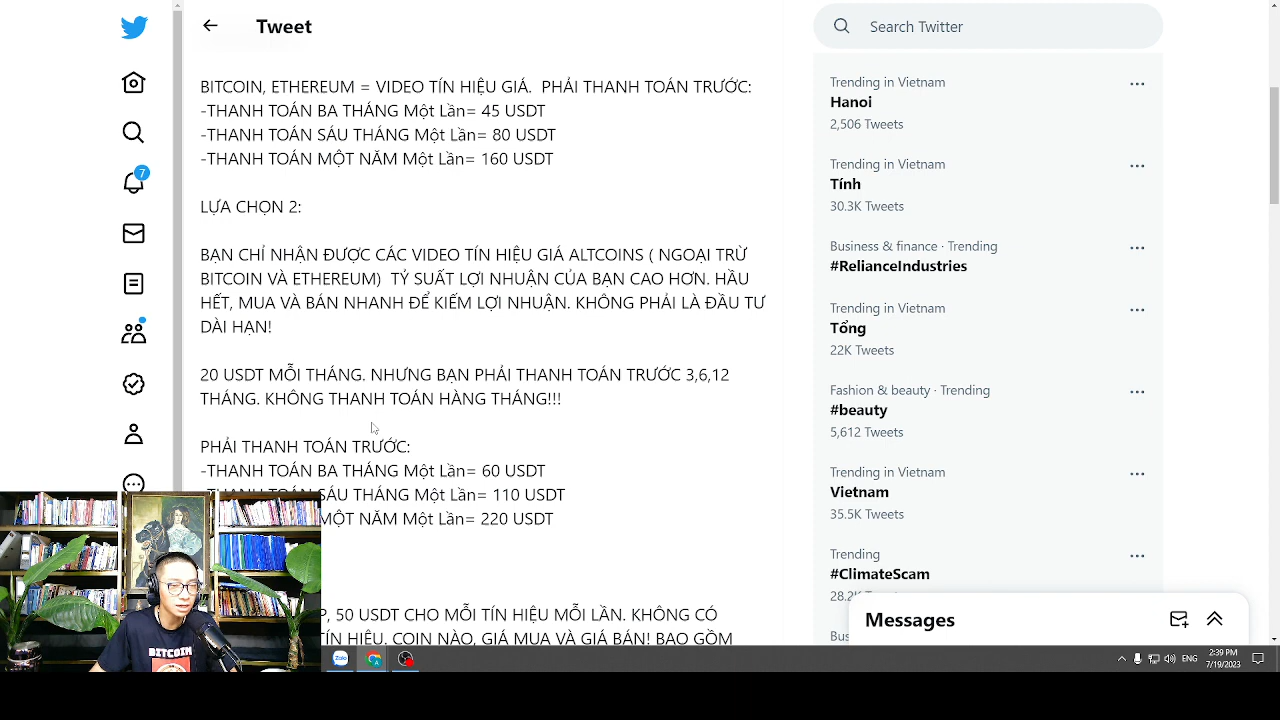 Tweet
BITCOIN, ETHEREUM = VIDEO TÍN HIỆU GIÁ.  PHẢI THANH TOÁN TRƯỚC:
-THANH TOÁN BA THÁNG Một Lần= 45 USDT
-THANH TOÁN SÁU THÁNG Một Lần= 80 USDT
-THANH TOÁN MỘT NĂM Một Lần= 160 USDT
LỰA CHỌN 2:
BẠN CHỈ NHẬN ĐƯỢC CÁC VIDEO TÍN HIỆU GIÁ ALTCOINS ( NGOẠI TRỪ
BITCOIN VÀ ETHEREUM)  TỶ SUẤT LỢI NHUẬN CỦA BẠN CAO HƠN. HẦU
HẾT, MUA VÀ BÁN NHANH ĐỂ KIẾM LỢI NHUẬN. KHÔNG PHẢI LÀ ĐẦU TƯ
DÀI HẠN!
20 USDT MỖI THÁNG. NHƯNG BẠN PHẢI THANH TOÁN TRƯỚC 3,6,12
THÁNG. KHÔNG THANH TOÁN HÀNG THÁNG!!!
PHẢI THANH TOÁN TRƯỚC:
-THANH TOÁN BA THÁNG Một Lần= 60 USDT
-THANH TOÁN SÁU THÁNG Một Lần= 110 USDT
MỘT NĂM Một Lần= 220 USDT
P, 50 USDT CHO MỖI TÍN HIỆU MỖI LẦN. KHÔNG CÓ
TÍN HIỆU, COIN NÀO, GIÁ MUA VÀ GIÁ BÁN! BAO GỒM
7
Search Twitter
Trending in Vietnam
Hanoi
2,506 Tweets
Trending in Vietnam
Tính
30.3K Tweets
Business & finance · Trending
#RelianceIndustries
Trending in Vietnam
Tổng
22K Tweets
Fashion & beauty · Trending
#beauty
5,612 Tweets
Trending in Vietnam
Vietnam
35.5K Tweets
Trending
#ClimateScam
28.2K
Messages
Bus
BITCOIN
Zalo
A
ENG
2:39 PM
7/19/2023